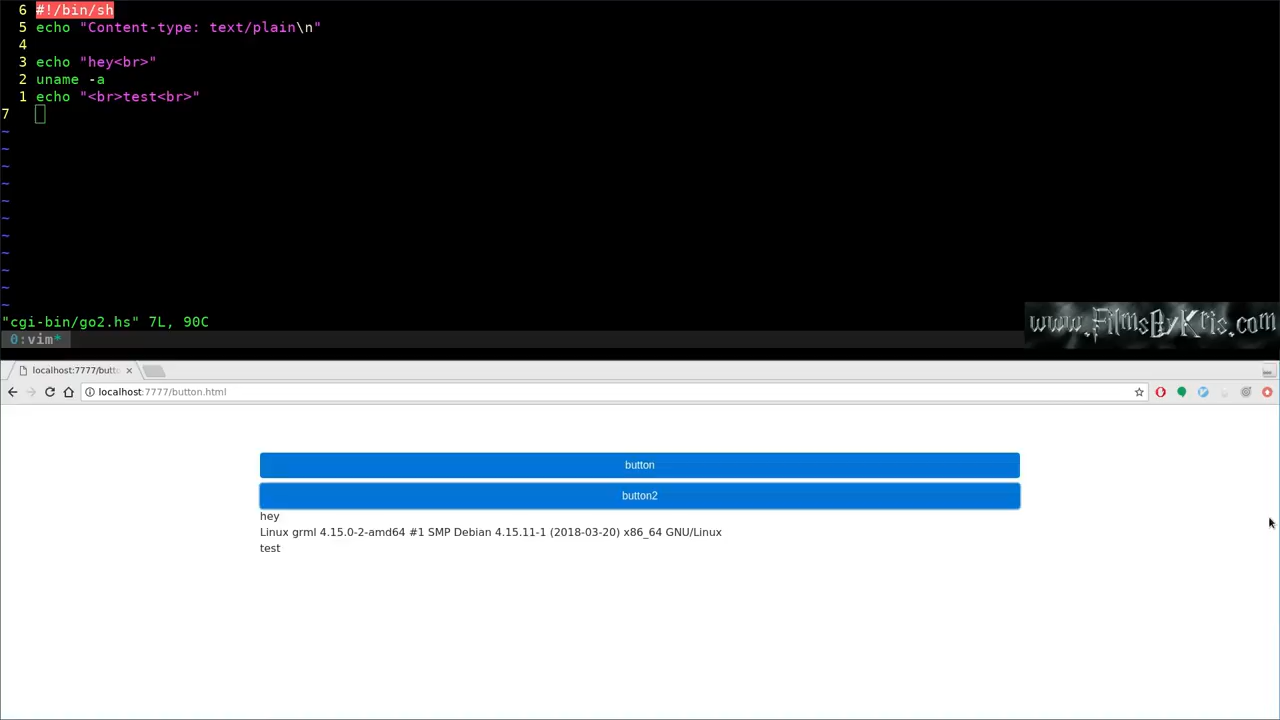 6 #!/bin/sh
5 echo "Content-type: text/plain\n"
4
3 echo "hey<br>"
2 uname -a
1 echo "<br>test<br>"
7
~
~
~
~
~
~
~
~
~
~
~
"cgi-bin/go2.hs" 7L, 90C
www.FilmsByKris.com
0:vim*
localhost:7777/butt
localhost:7777/button.html
button
button2
hey
Linux grml 4.15.0-2-amd64 #1 SMP Debian 4.15.11-1 (2018-03-20) x86_64 GNU/Linux
test